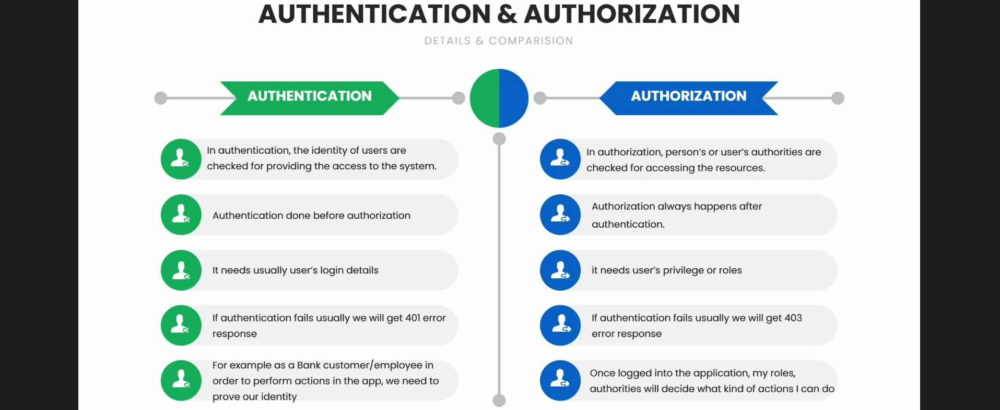 AUTHENTICATION & AUTHORIZATION
DETAILS & COMPARISION
AUTHENTICATION
In authentication, the identity of users are
checked for providing the access to the system.
Authentication done before authorization
It needs usually user's login details
If authentication fails usually we will get 401 error
response
For example as a Bank customer/employee in
order to perform actions in the app, we need to
prove our identity
AUTHORIZATION
In authorization, person's or user's authorities are
checked for accessing the resources.
Authorization always happens after
authentication.
it needs user's privilege or roles
If authentication fails usually we will get 403
error response
Once logged into the application, my roles,
authorities will decide what kind of actions I can do